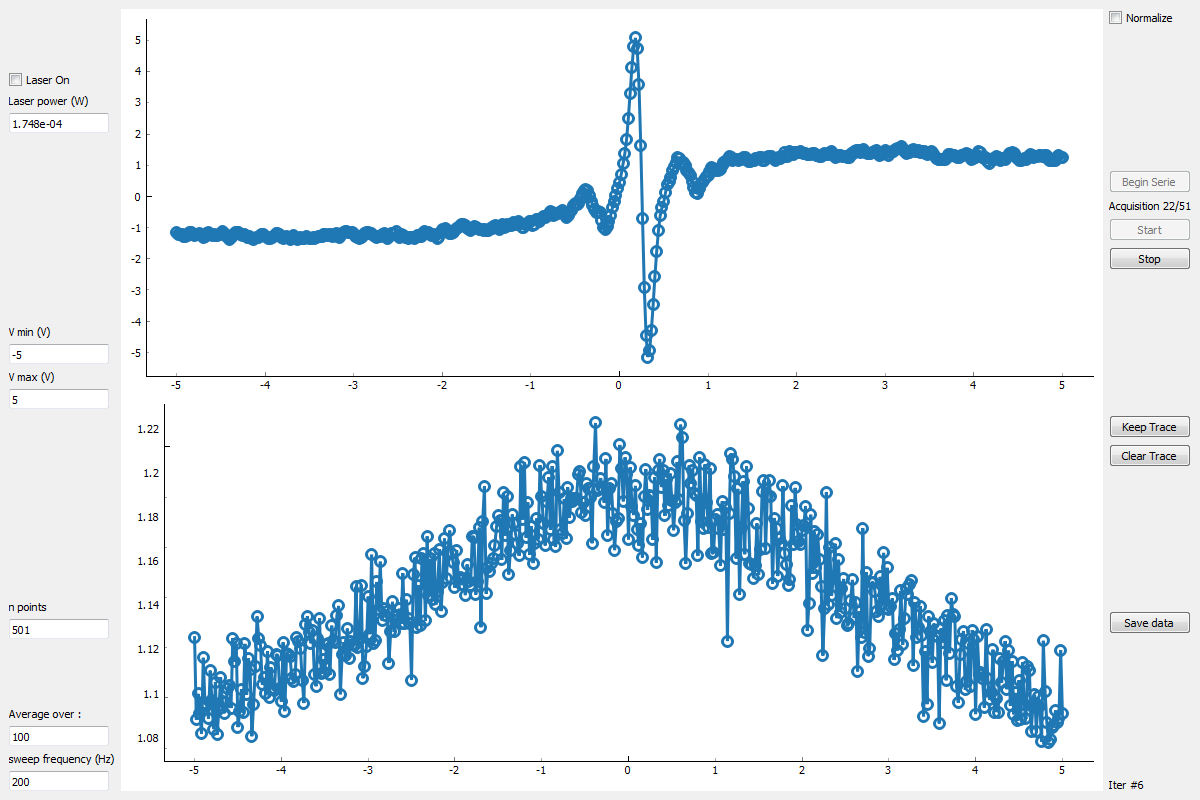 Laser On
Laser power (W)
1.748e-04
V min (V)
-5
V max (V)
5
n points
501
Average over :
100
sweep frequency (Hz)
200
5
4
3
2
1
0
-1
-2
-3
-4
-5
-5 -4 -3 -2 -1 0 1 2 3 4 5
1.22
1.2
1.18
1.16
1.14
1.12
1.1
1.08
-5 -4 -3 -2 -1 0 1 2 3 4 5
Normalize
Begin Serie
Acquisition 22/51
Start
Stop
Keep Trace
Clear Trace
Save data
Iter #6